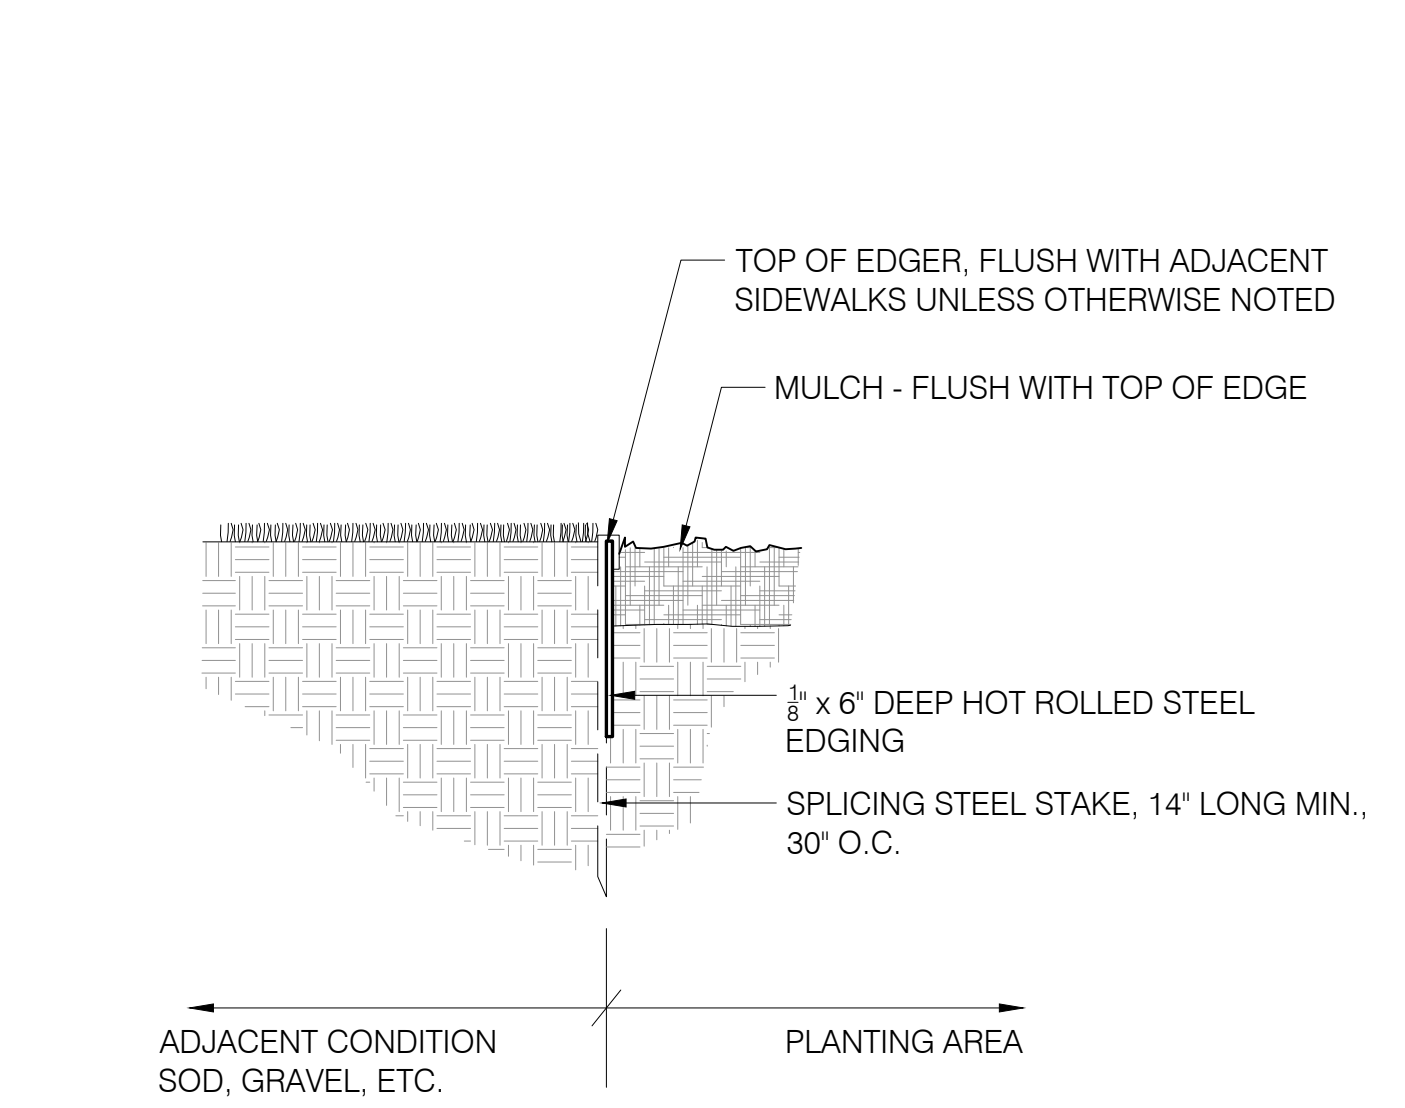 TOP OF EDGER, FLUSH WITH ADJACENT
SIDEWALKS UNLESS OTHERWISE NOTED
MULCH - FLUSH WITH TOP OF EDGE
1/8" x 6" DEEP HOT ROLLED STEEL
EDGING
SPLICING STEEL STAKE, 14" LONG MIN.,
30" O.C.
ADJACENT CONDITION
SOD, GRAVEL, ETC.
PLANTING AREA